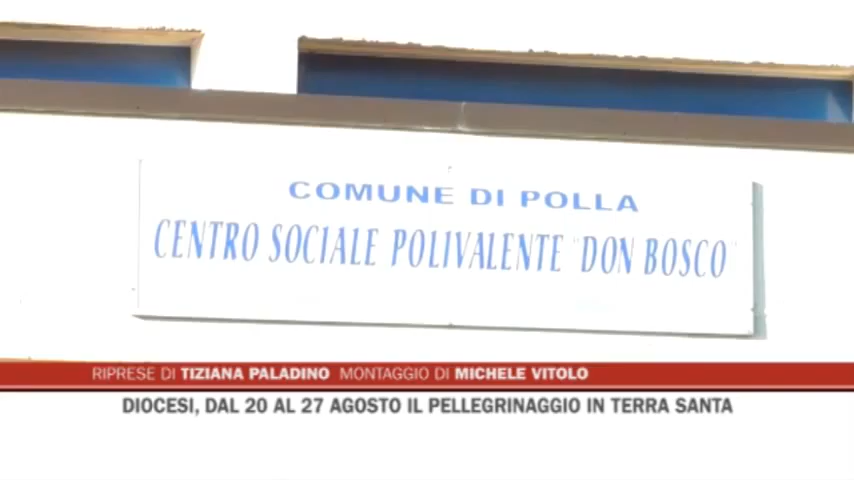 COMUNE DI POLLA
CENTRO SOCIALE POLIVALENTE "DON BOSCO"
RIPRESE DI TIZIANA PALADINO MONTAGGIO DI MICHELE VITOLO
DIOCESI, DAL 20 AL 27 AGOSTO IL PELLEGRINAGGIO IN TERRA SANTA